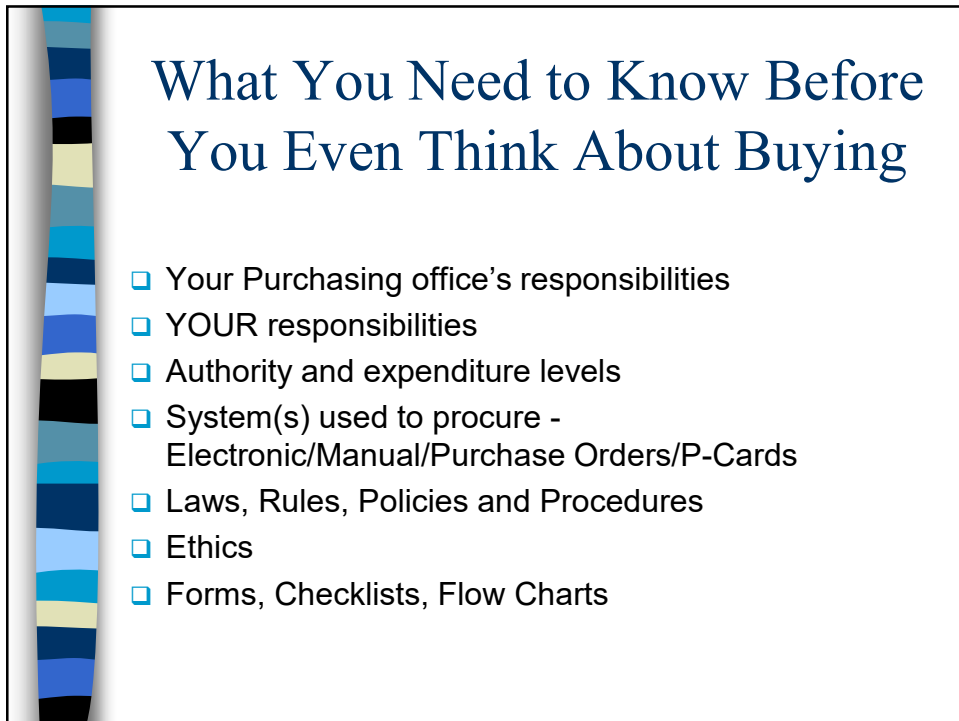 What You Need to Know Before
You Even Think About Buying
❑ Your Purchasing office’s responsibilities
❑ YOUR responsibilities
❑ Authority and expenditure levels
❑ System(s) used to procure -
Electronic/Manual/Purchase Orders/P-Cards
❑ Laws, Rules, Policies and Procedures
❑ Ethics
❑ Forms, Checklists, Flow Charts